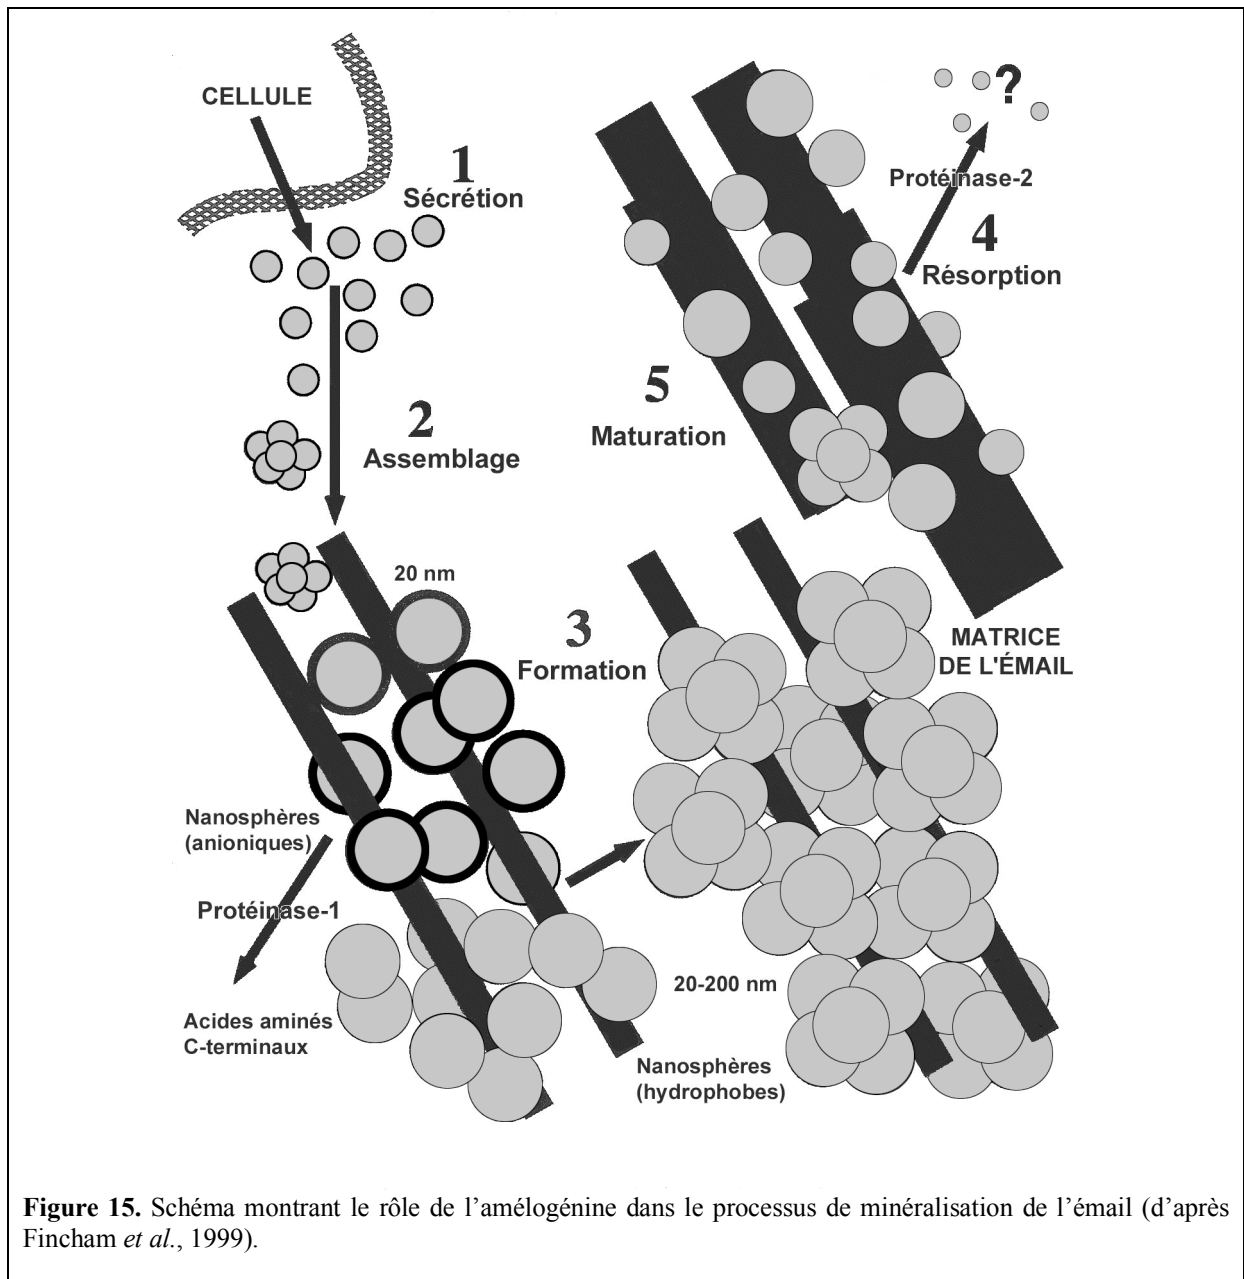 CELLULE
1
Sécrétion
2
Assemblage
20 nm
3
Formation
Nanosphères
(anioniques)
Protéinase-1
Acides aminés
C-terminaux
20-200 nm
Nanosphères
(hydrophobes)
?
Protéinase-2
4
Résorption
5
Maturation
MATRICE
DE L'ÉMAIL
Figure 15. Schéma montrant le rôle de l’amélogénine dans le processus de minéralisation de l’émail (d’après
Fincham et al., 1999).